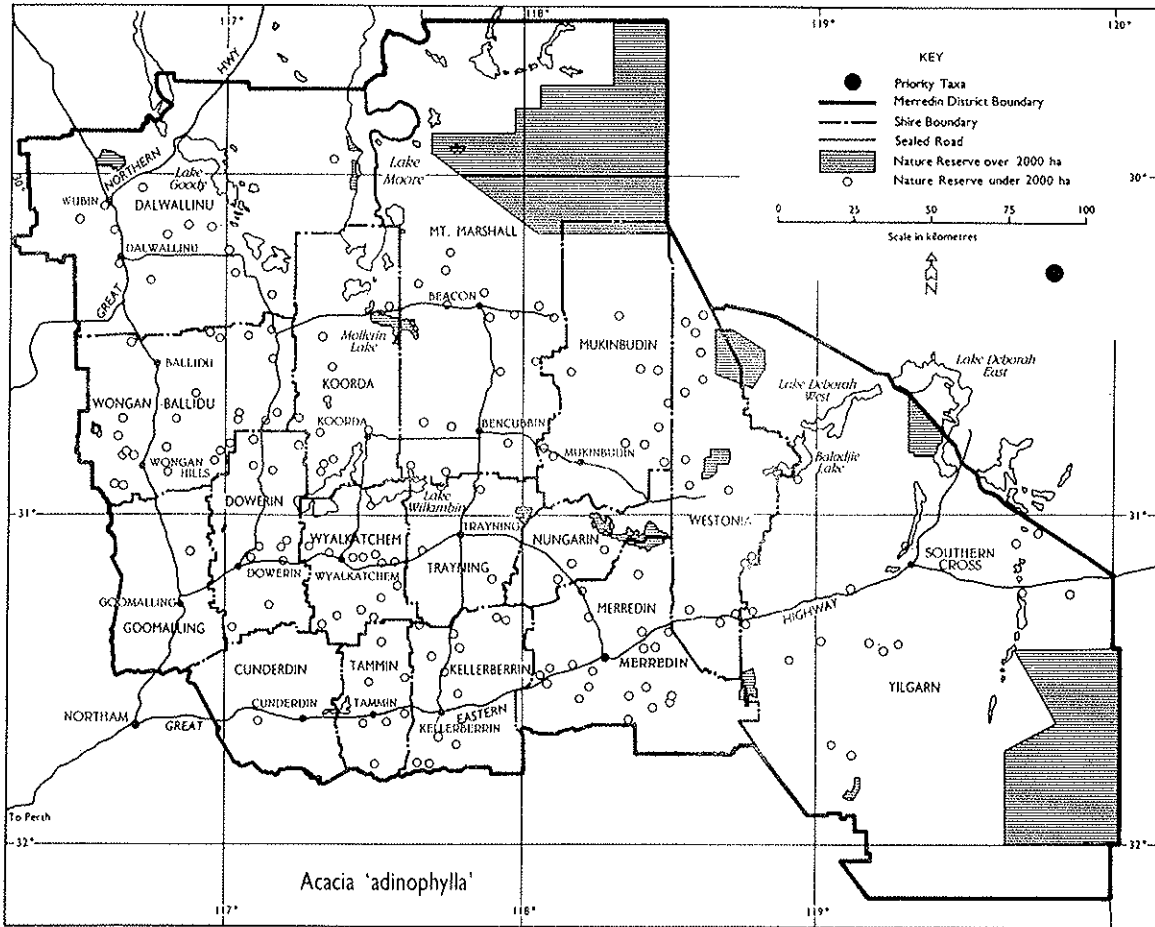 117°
118°
119°
120°
KEY
Priority Taxa
Merredin District Boundary
Shire Boundary
Sealed Road
Nature Reserve over 2000 ha
Nature Reserve under 2000 ha
0 25 50 75 100
Scale in kilometres
N
HWY
NORTHERN
Lake Goody
Lake Moore
30°
30°
WUBIN
DALWALLINU
DALWALLINU
MT. MARSHALL
GREAT
BEACON
Mollerin Lake
MUKINBUDIN
BALLIDU
KOORDA
Lake Deborah East
Lake Deborah West
WONGAN BALLIDU
KOORDA
BENCUBBIN
MUKINBUDIN
Baladjie Lake
WONGAN HILLS
DOWERIN
Lake Wallambin
WESTONIA
31°
31°
TRAYNING
NUNGARIN
WYALKATCHEM
SOUTHERN CROSS
DOWERIN
WYALKATCHEM
TRAYNING
GOOMALLING
GOOMALLING
MERREDIN
HIGHWAY
CUNDERDIN
TAMMIN
KELLERBERRIN
MERREDIN
YILGARN
NORTHAM
GREAT
CUNDERDIN
TAMMIN
EASTERN
KELLERBERRIN
To Perth
32°
32°
Acacia 'adinophylla'
117°
118°
119°